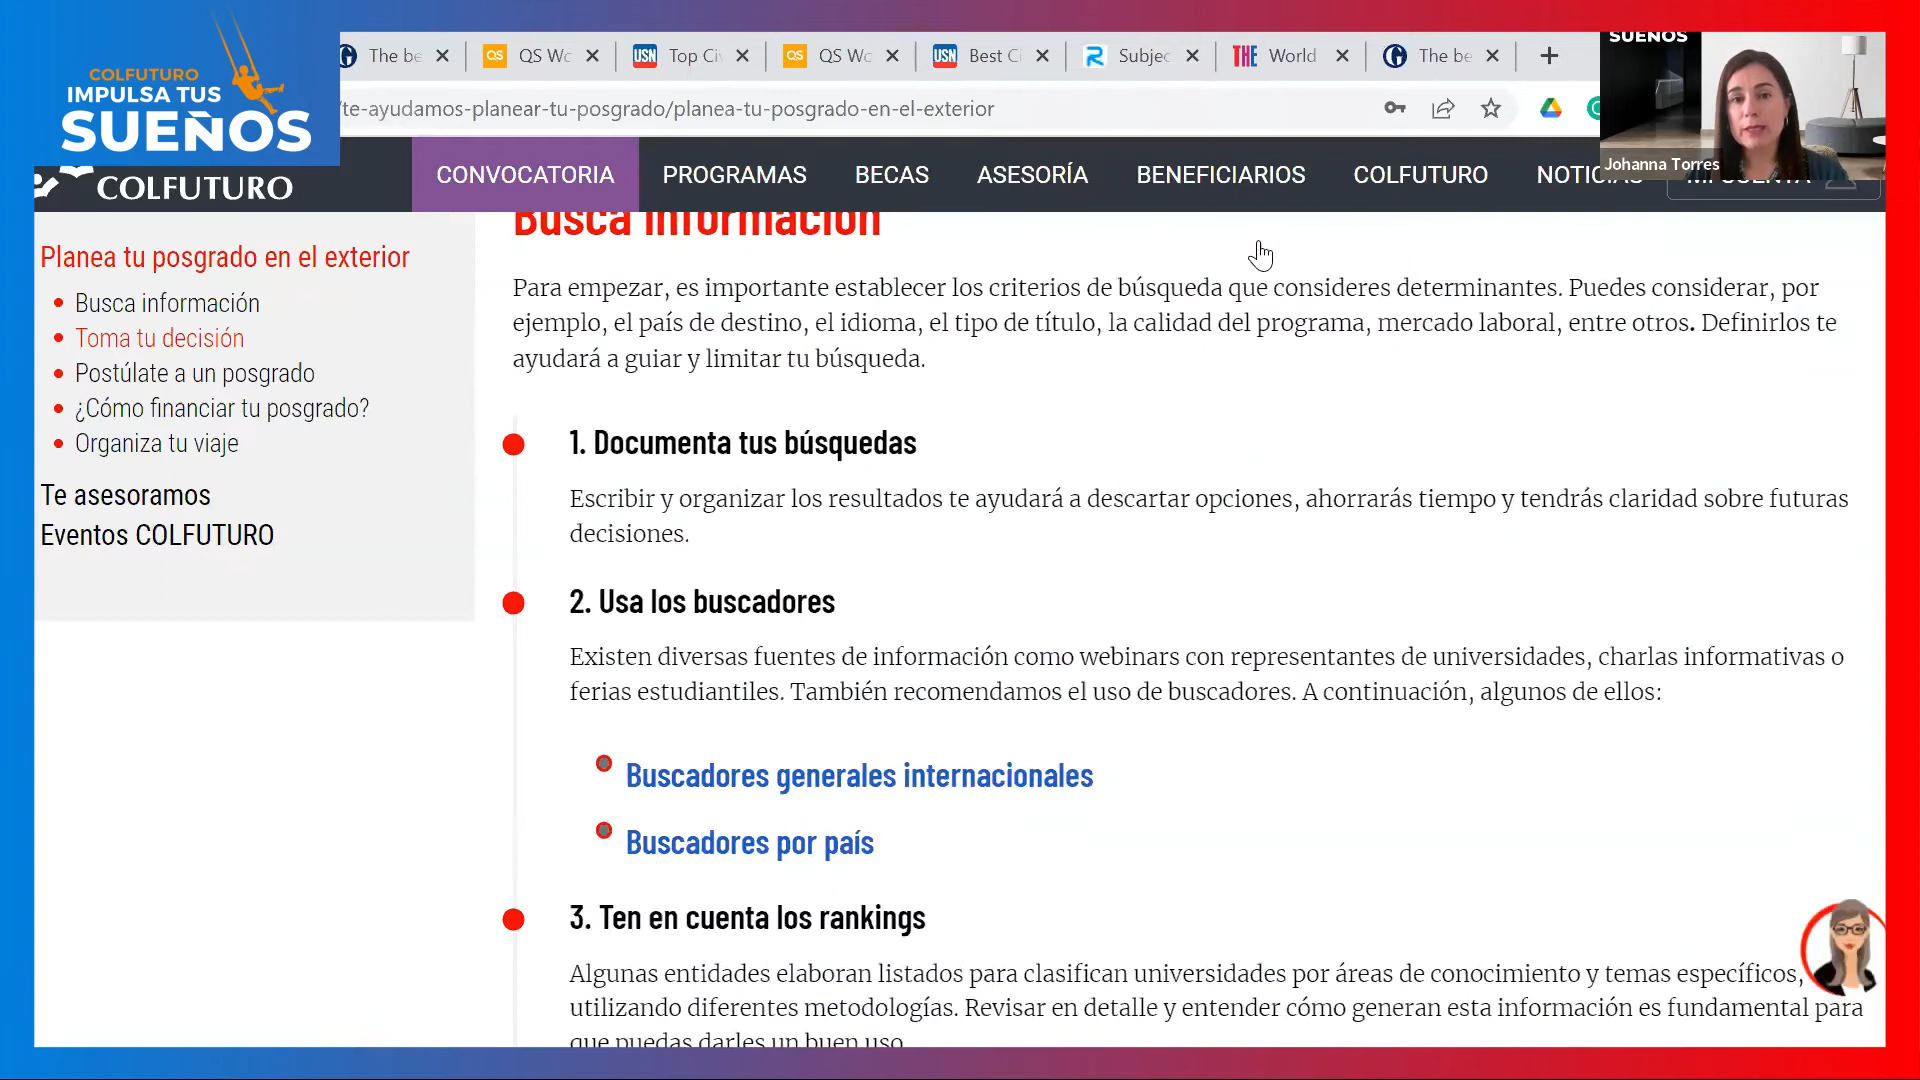 COLFUTURO
IMPULSA TUS
SUEÑOS
The be
QS Wo
Top Ci
QS Wo
Best C
Subjec
World
The be
SUEÑOS
Johanna Torres
/te-ayudamos-planear-tu-posgrado/planea-tu-posgrado-en-el-exterior
COLFUTURO
CONVOCATORIA
PROGRAMAS
BECAS
ASESORÍA
BENEFICIARIOS
COLFUTURO
NOTICIAS
MI CUENTA
Planea tu posgrado en el exterior
Busca información
Toma tu decisión
Postúlate a un posgrado
¿Cómo financiar tu posgrado?
Organiza tu viaje
Te asesoramos
Eventos COLFUTURO
Busca información
Para empezar, es importante establecer los criterios de búsqueda que consideres determinantes. Puedes considerar, por
ejemplo, el país de destino, el idioma, el tipo de título, la calidad del programa, mercado laboral, entre otros. Definirlos te
ayudará a guiar y limitar tu búsqueda.
1. Documenta tus búsquedas
Escribir y organizar los resultados te ayudará a descartar opciones, ahorrarás tiempo y tendrás claridad sobre futuras
decisiones.
2. Usa los buscadores
Existen diversas fuentes de información como webinars con representantes de universidades, charlas informativas o
ferias estudiantiles. También recomendamos el uso de buscadores. A continuación, algunos de ellos:
Buscadores generales internacionales
Buscadores por país
3. Ten en cuenta los rankings
Algunas entidades elaboran listados para clasifican universidades por áreas de conocimiento y temas específicos,
utilizando diferentes metodologías. Revisar en detalle y entender cómo generan esta información es fundamental para
que puedas darles un buen uso.